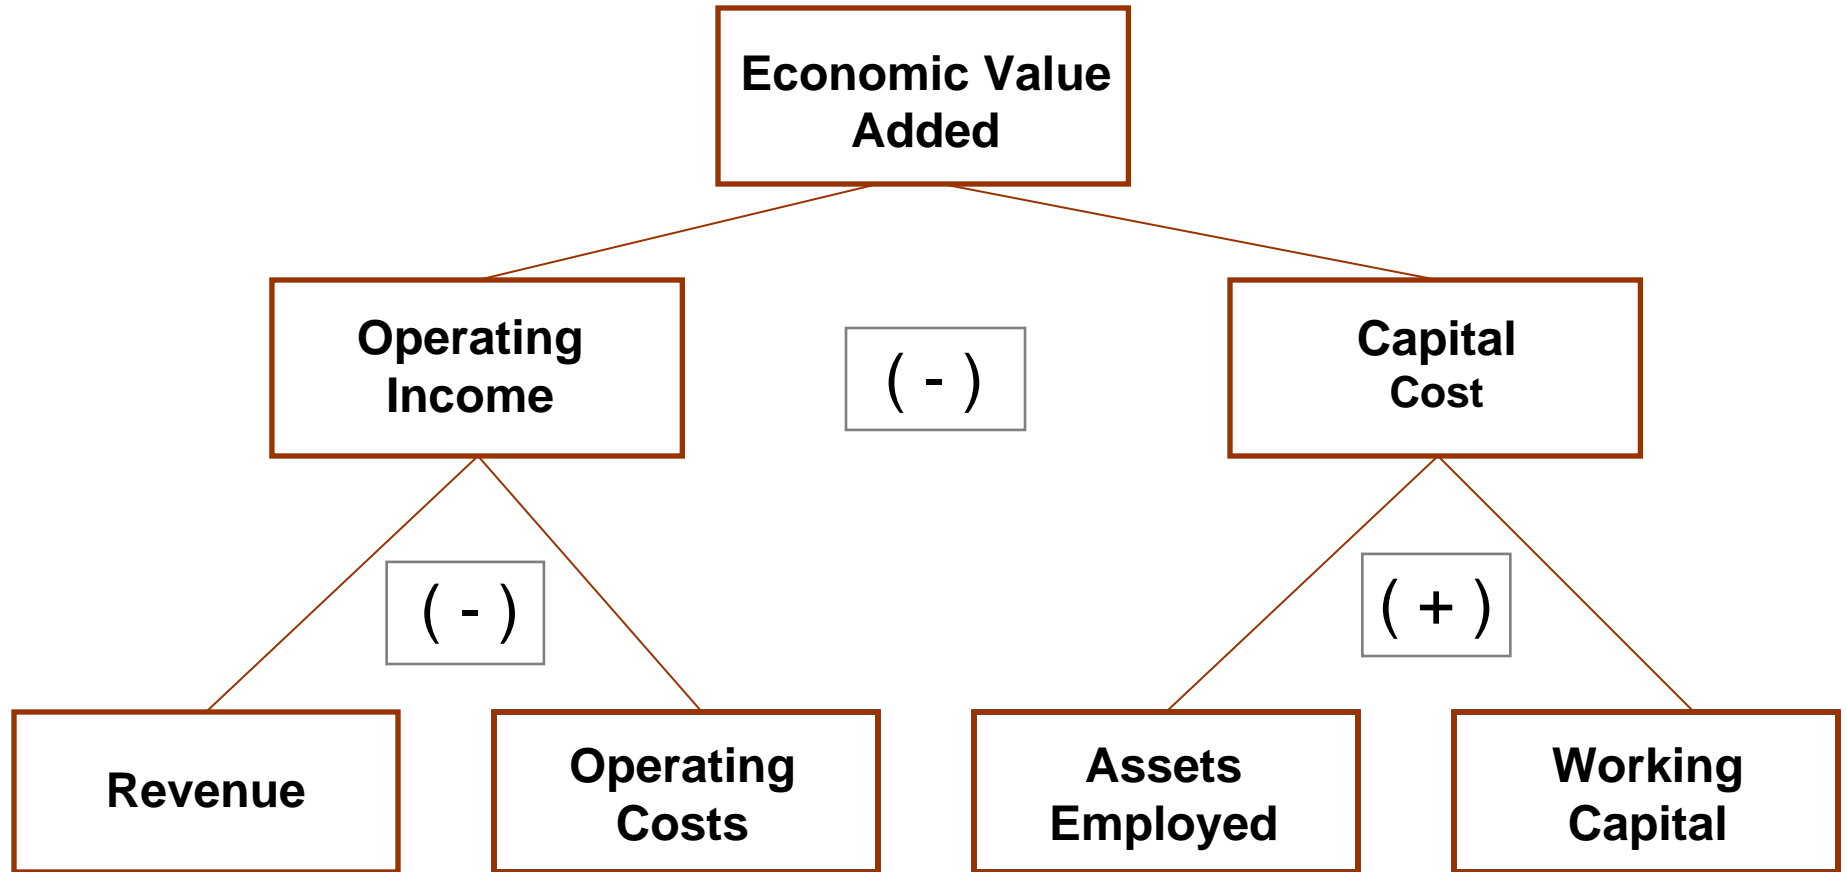 Economic Value
Added
Operating
Income
( - )
Capital
Cost
( - )
( + )
Revenue
Operating
Costs
Assets
Employed
Working
Capital